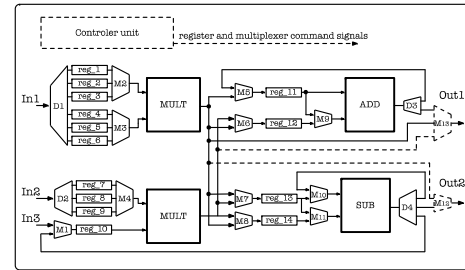 Controler unit
register and multiplexer command signals
In1
D1
reg_1
reg_2
reg_3
reg_4
reg_5
reg_6
M2
M3
MULT
M5
reg_11
M6
reg_12
M9
ADD
D3
Out1
M13
In2
D2
reg_7
reg_8
reg_9
M4
In3
M1
reg_10
MULT
M7
reg_13
M8
reg_14
M10
M11
SUB
D4
Out2
M12